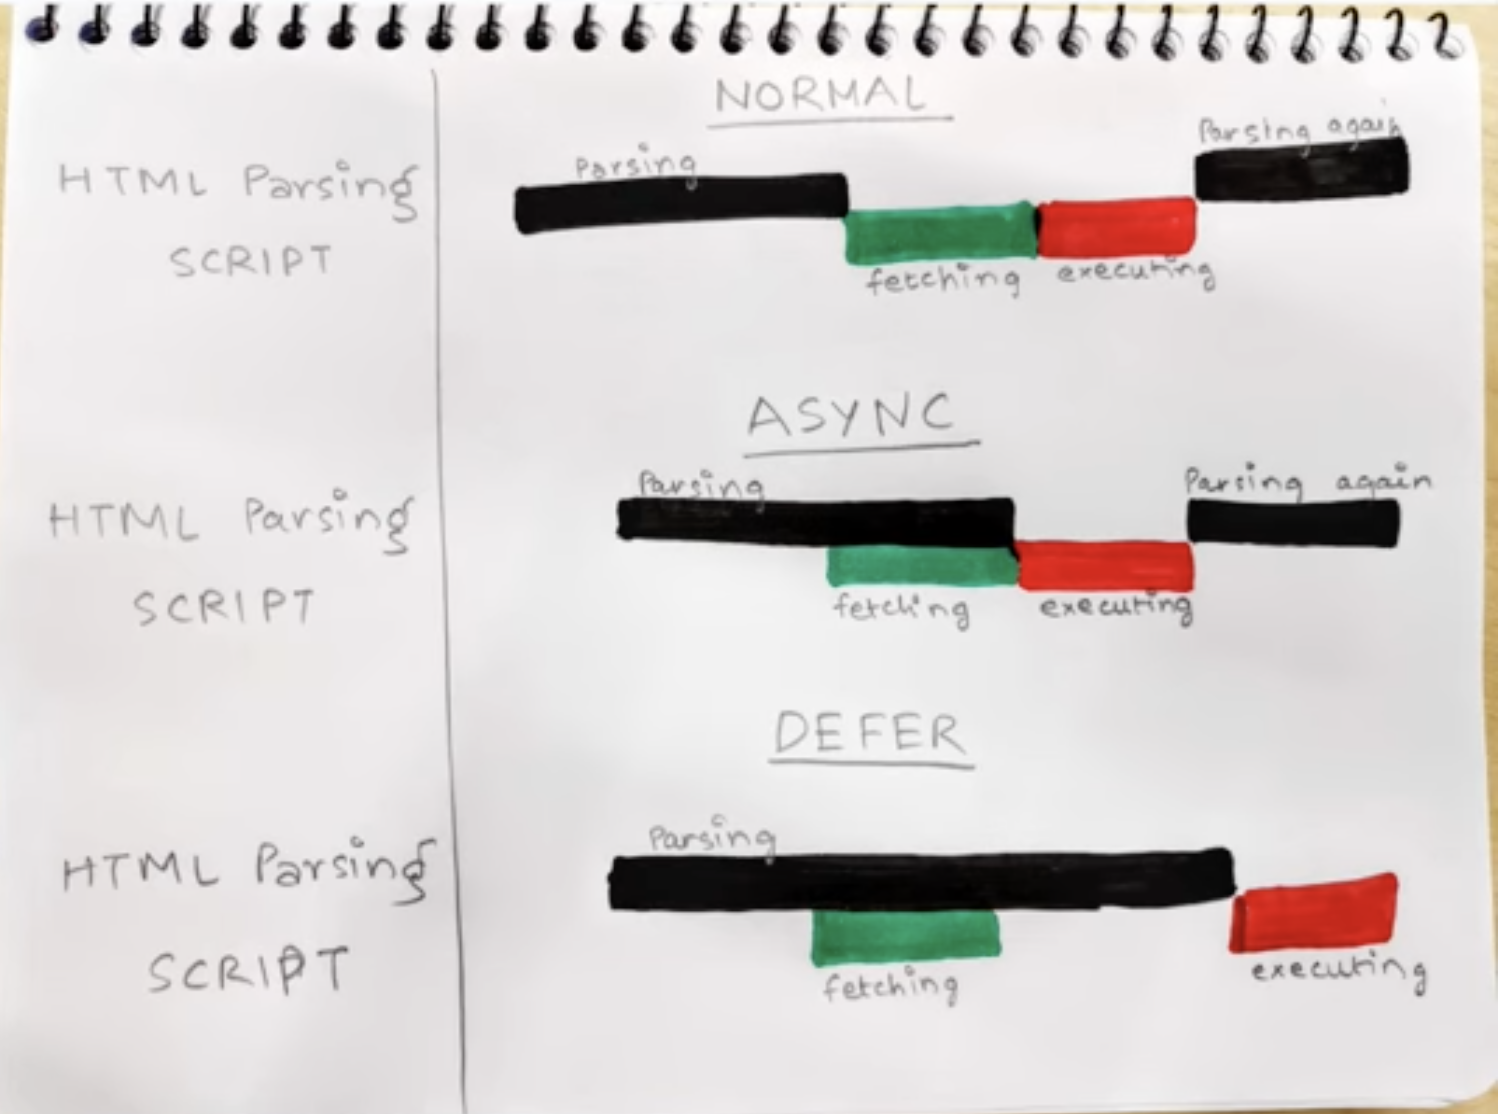 NORMAL
Parsing again
Parsing
HTML Parsing
SCRIPT
fetching executing
ASYNC
Parsing
Parsing again
HTML Parsing
SCRIPT
fetching
executing
DEFER
Parsing
HTML Parsing
SCRIPT
fetching
executing